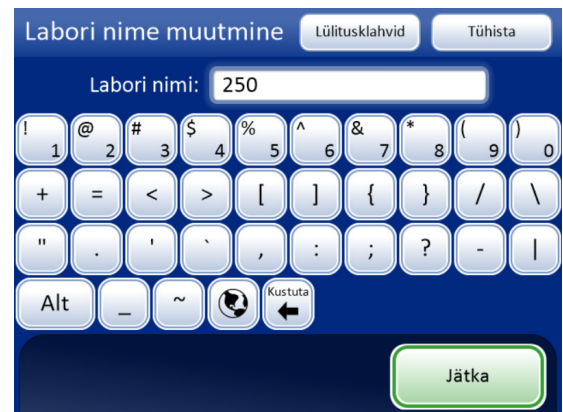 Labori nime muutmine Lülitusklahvid Tühista
Labori nimi: 250
! 1 @ 2 # 3 $ 4 % 5 ^ 6 & 7 * 8 ( 9 ) 0
+ = < > [ ] { } / \
" . ' ` , : ; ? - |
Alt _ ~ Kustuta
Jätka